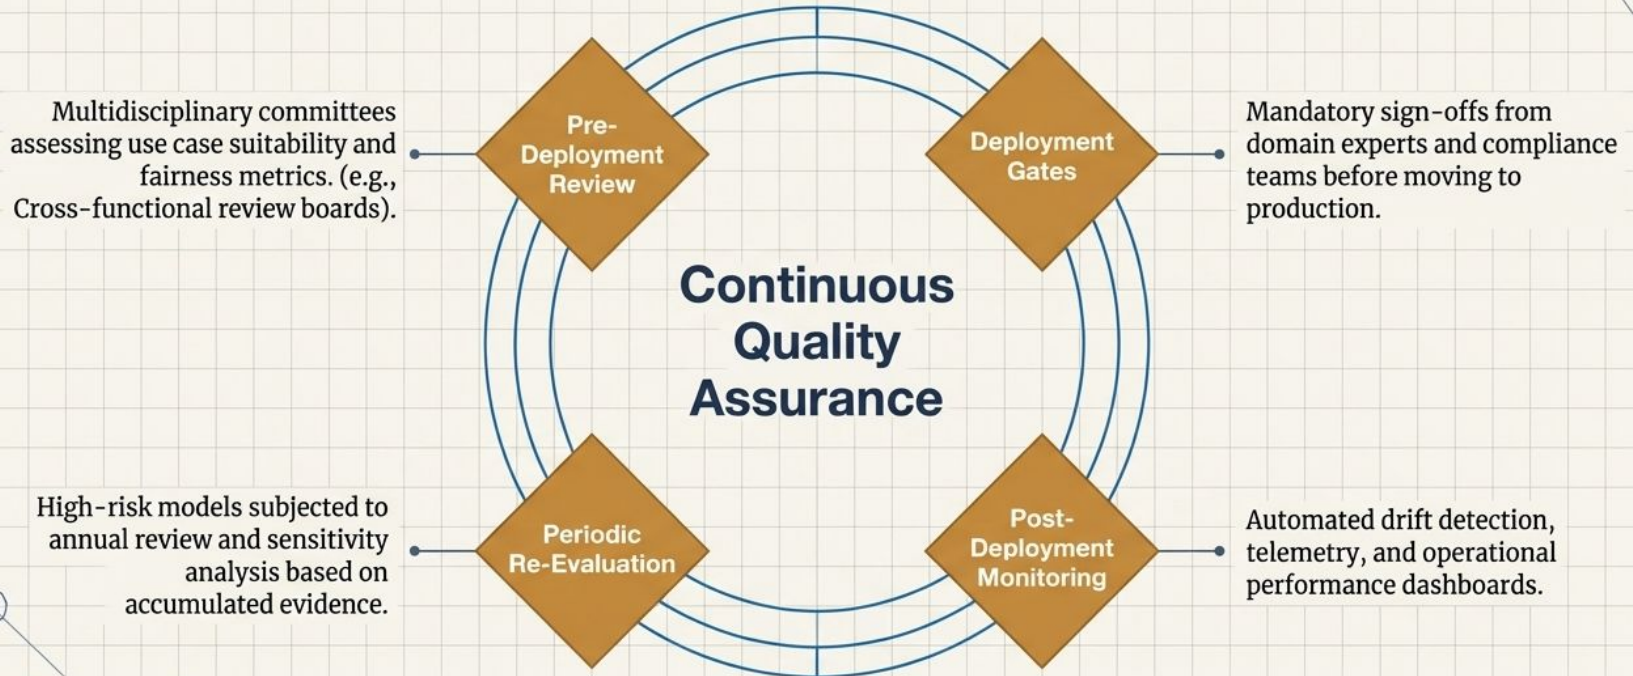 Multidisciplinary committees
assessing use case suitability and
fairness metrics. (e.g.,
Cross-functional review boards).
Pre-
Deployment
Review
Deployment
Gates
Mandatory sign-offs from
domain experts and compliance
teams before moving to
production.
Continuous
Quality
Assurance
High-risk models subjected to
annual review and sensitivity
analysis based on
accumulated evidence.
Periodic
Re-Evaluation
Post-
Deployment
Monitoring
Automated drift detection,
telemetry, and operational
performance dashboards.